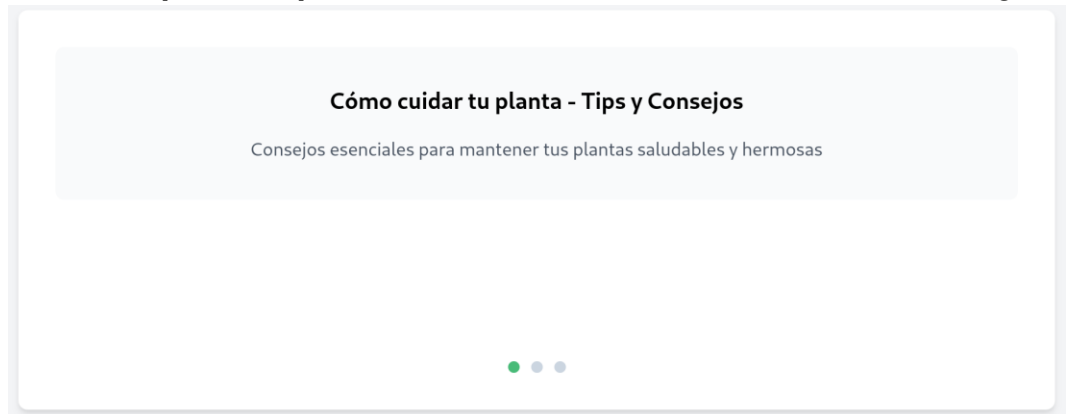 Cómo cuidar tu planta - Tips y Consejos
Consejos esenciales para mantener tus plantas saludables y hermosas